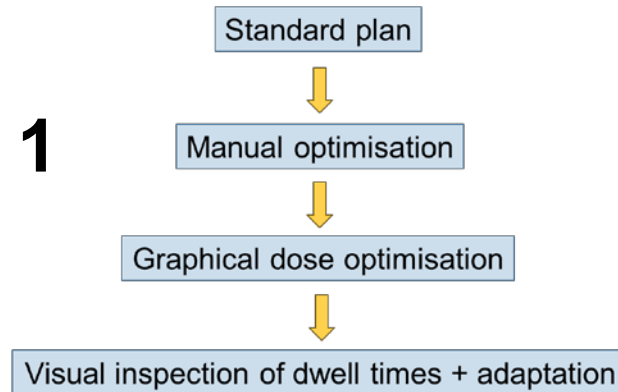 Standard plan
1
Manual optimisation
Graphical dose optimisation
Visual inspection of dwell times + adaptation